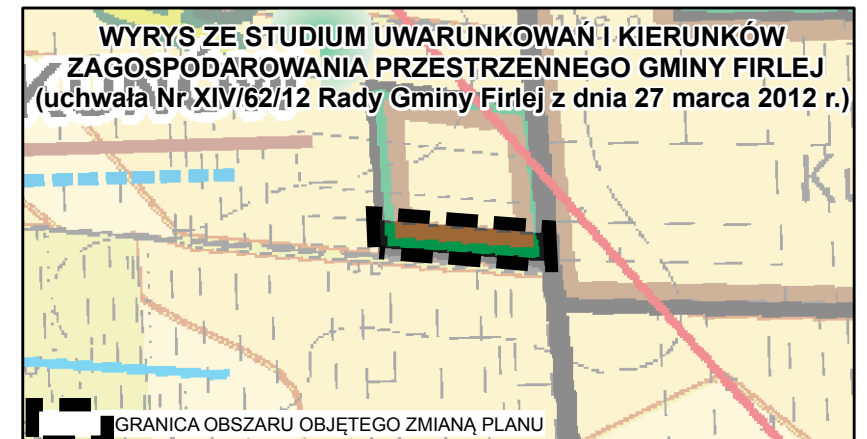 WYRYS ZE STUDIUM UWARUNKOWAŃ I KIERUNKÓW
ZAGOSPODAROWANIA PRZESTRZENNEGO GMINY FIRLEJ
(uchwała Nr XIV/62/12 Rady Gminy Firlej z dnia 27 marca 2012 r.)
GRANICA OBSZARU OBJĘTEGO ZMIANĄ PLANU